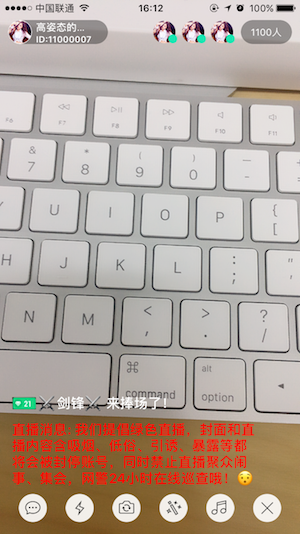 中国联通 16:12 100%
高姿态的...
ID:11000007
1100人
F6 F7 F8 F9 F10 F11
& 7 * 8 ( 9 ) 0 — -
Y U I O P { [
H J K L : ;
N M < , > . ? /
⌘ command alt option
21 ⚔ 剑锋 ⚔ 来捧场了!
直播消息:我们提倡绿色直播,封面和直
播内容含吸烟、低俗、引诱、暴露等都
将会被封停账号,同时禁止直播聚众闹
事、集会,网警24小时在线巡查哦!😯